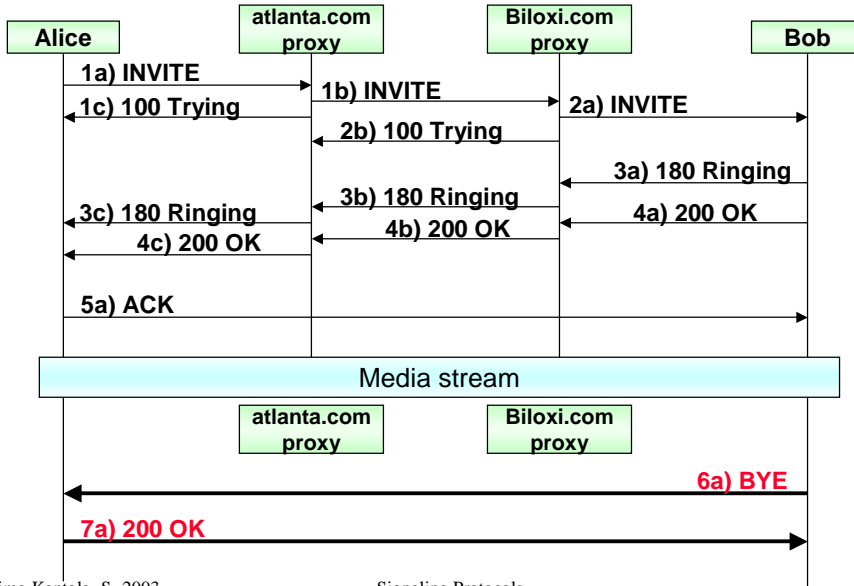 Alice
atlanta.com
proxy
Biloxi.com
proxy
Bob
1a) INVITE
1b) INVITE
1c) 100 Trying
2a) INVITE
2b) 100 Trying
3a) 180 Ringing
3b) 180 Ringing
3c) 180 Ringing
4a) 200 OK
4b) 200 OK
4c) 200 OK
5a) ACK
Media stream
atlanta.com
proxy
Biloxi.com
proxy
6a) BYE
7a) 200 OK
S-2003
Signaling Protocols